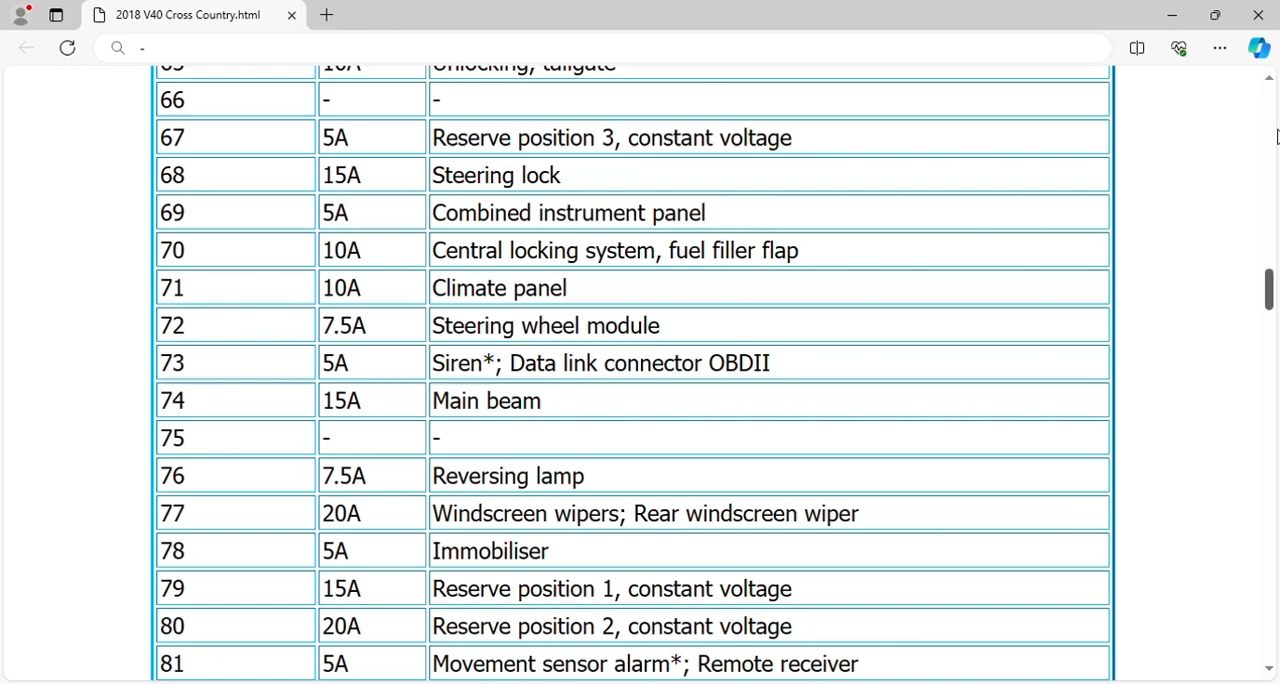 2018 V40 Cross Country.html
-
65 10A Unlocking, tailgate
66 - -
67 5A Reserve position 3, constant voltage
68 15A Steering lock
69 5A Combined instrument panel
70 10A Central locking system, fuel filler flap
71 10A Climate panel
72 7.5A Steering wheel module
73 5A Siren*; Data link connector OBDII
74 15A Main beam
75 - -
76 7.5A Reversing lamp
77 20A Windscreen wipers; Rear windscreen wiper
78 5A Immobiliser
79 15A Reserve position 1, constant voltage
80 20A Reserve position 2, constant voltage
81 5A Movement sensor alarm*; Remote receiver